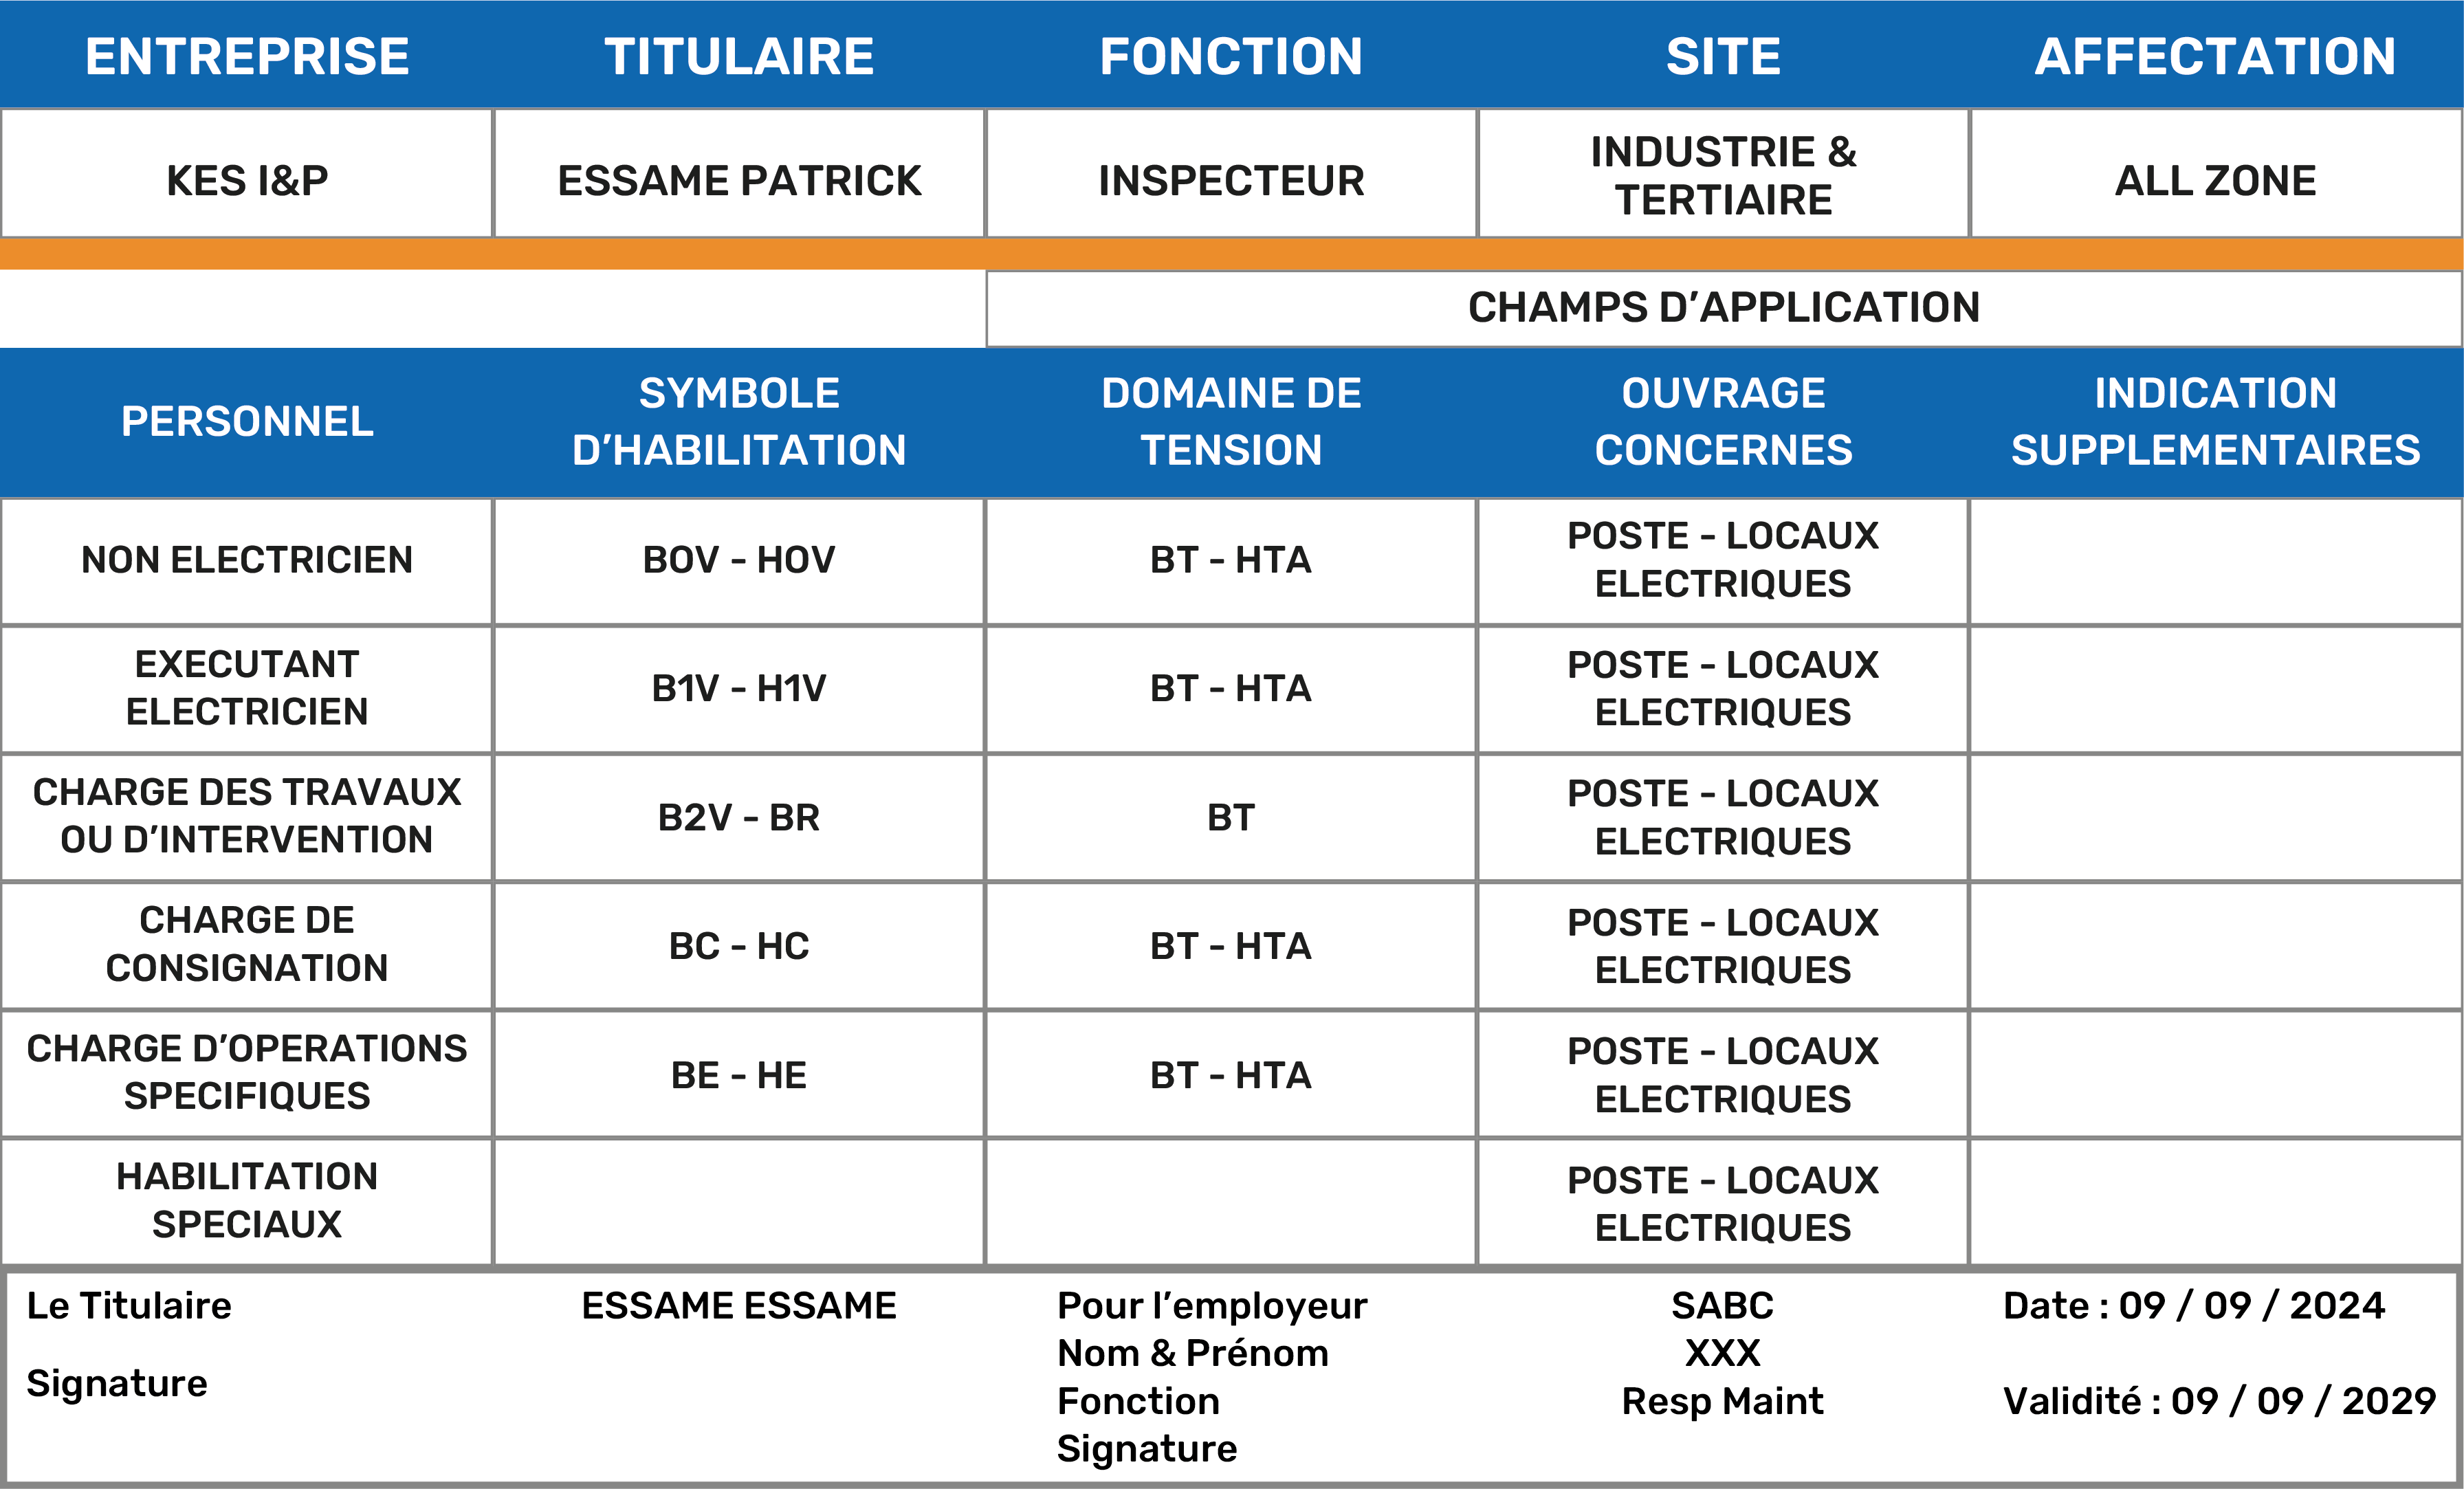 ENTREPRISE TITULAIRE FONCTION SITE AFFECTATION
KES I&P ESSAME PATRICK INSPECTEUR INDUSTRIE & TERTIAIRE ALL ZONE
CHAMPS D'APPLICATION
PERSONNEL SYMBOLE D'HABILITATION DOMAINE DE TENSION OUVRAGE CONCERNES INDICATION SUPPLEMENTAIRES
NON ELECTRICIEN B0V - H0V BT - HTA POSTE - LOCAUX ELECTRIQUES
EXECUTANT ELECTRICIEN B1V - H1V BT - HTA POSTE - LOCAUX ELECTRIQUES
CHARGE DES TRAVAUX OU D'INTERVENTION B2V - BR BT POSTE - LOCAUX ELECTRIQUES
CHARGE DE CONSIGNATION BC - HC BT - HTA POSTE - LOCAUX ELECTRIQUES
CHARGE D'OPERATIONS SPECIFIQUES BE - HE BT - HTA POSTE - LOCAUX ELECTRIQUES
HABILITATION SPECIAUX POSTE - LOCAUX ELECTRIQUES
Le Titulaire ESSAME ESSAME Pour l'employeur SABC Date : 09 / 09 / 2024
Nom & Prénom XXX
Signature Fonction Resp Maint Validité : 09 / 09 / 2029
Signature